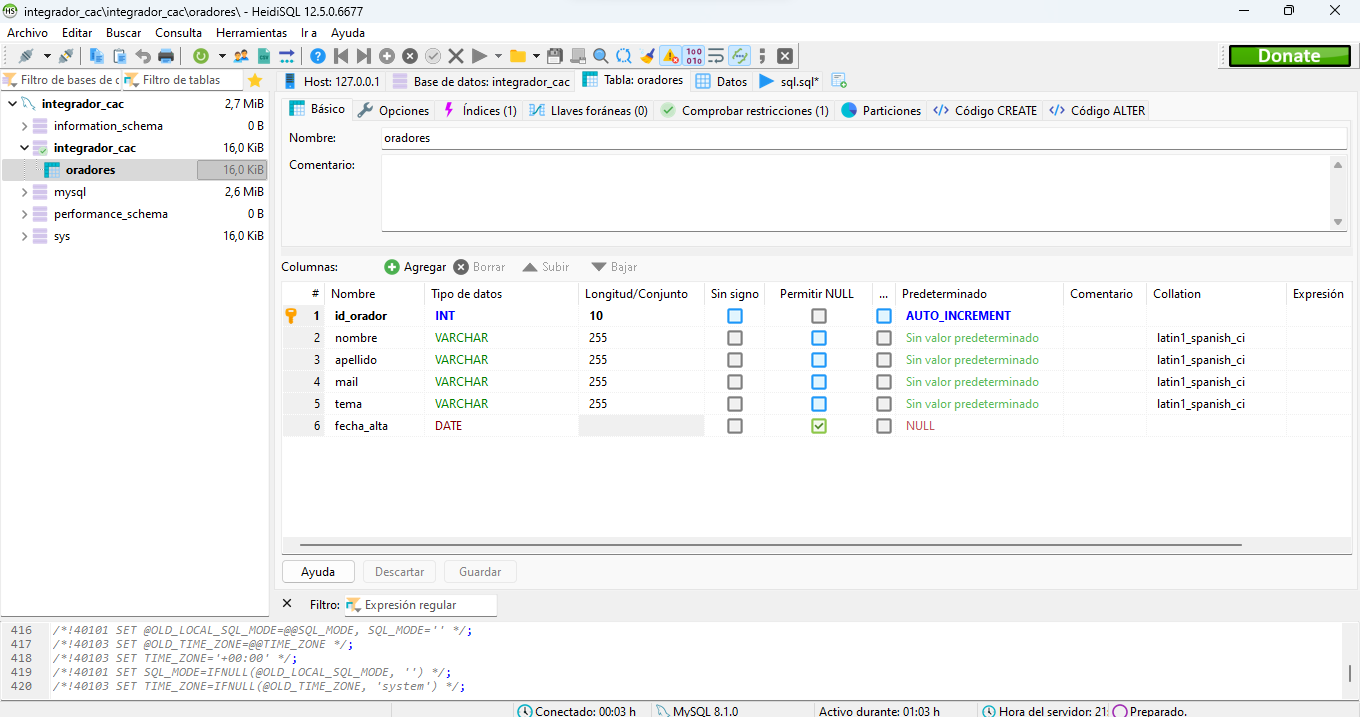 integrador_cac\integrador_cac\oradores\ - HeidiSQL 12.5.0.6677
Archivo Editar Buscar Consulta Herramientas Ir a Ayuda
Donate
Filtro de bases de c Filtro de tablas
Host: 127.0.0.1 Base de datos: integrador_cac Tabla: oradores Datos sql.sql*
integrador_cac 2,7 MiB
information_schema 0 B
integrador_cac 16,0 KiB
oradores 16,0 KiB
mysql 2,6 MiB
performance_schema 0 B
sys 16,0 KiB
Básico Opciones Índices (1) Llaves foráneas (0) Comprobar restricciones (1) Particiones Código CREATE Código ALTER
Nombre: oradores
Comentario:
Columnas: Agregar Borrar Subir Bajar
# Nombre Tipo de datos Longitud/Conjunto Sin signo Permitir NULL ... Predeterminado Comentario Collation Expresión
1 id_orador INT 10 AUTO_INCREMENT
2 nombre VARCHAR 255 Sin valor predeterminado latin1_spanish_ci
3 apellido VARCHAR 255 Sin valor predeterminado latin1_spanish_ci
4 mail VARCHAR 255 Sin valor predeterminado latin1_spanish_ci
5 tema VARCHAR 255 Sin valor predeterminado latin1_spanish_ci
6 fecha_alta DATE NULL
Ayuda Descartar Guardar
Filtro: Expresión regular
416 /*!40101 SET @OLD_LOCAL_SQL_MODE=@@SQL_MODE, SQL_MODE='' */;
417 /*!40103 SET @OLD_TIME_ZONE=@@TIME_ZONE */;
418 /*!40103 SET TIME_ZONE='+00:00' */;
419 /*!40101 SET SQL_MODE=IFNULL(@OLD_LOCAL_SQL_MODE, '') */;
420 /*!40103 SET TIME_ZONE=IFNULL(@OLD_TIME_ZONE, 'system') */;
Conectado: 00:03 h MySQL 8.1.0 Activo durante: 01:03 h Hora del servidor: 21: Preparado.